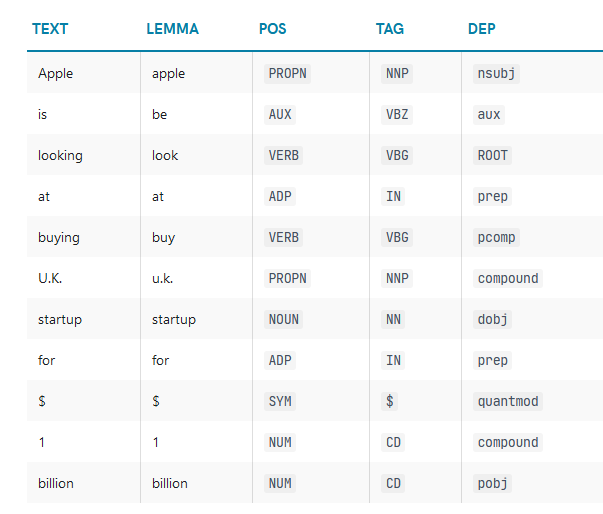 TEXT LEMMA POS TAG DEP
Apple apple PROPN NNP nsubj
is be AUX VBZ aux
looking look VERB VBG ROOT
at at ADP IN prep
buying buy VERB VBG pcomp
U.K. u.k. PROPN NNP compound
startup startup NOUN NN dobj
for for ADP IN prep
$ $ SYM $ quantmod
1 1 NUM CD compound
billion billion NUM CD pobj